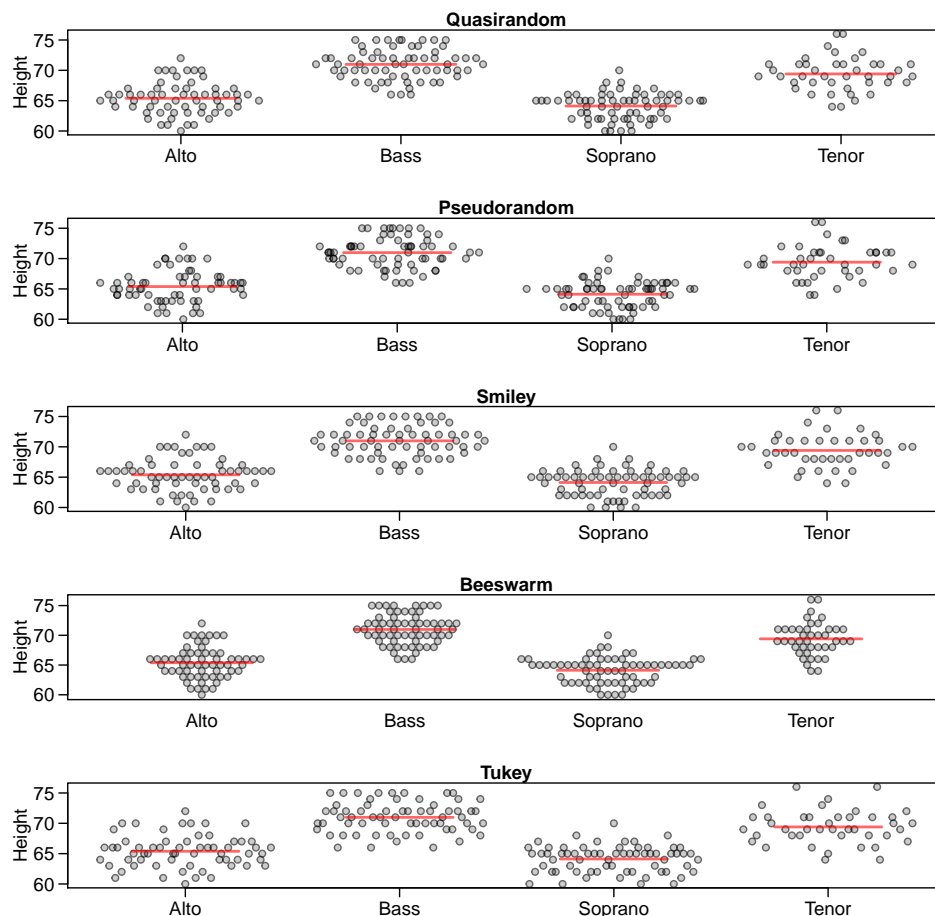 Quasirandom
Height
75
70
65
60
Alto Bass Soprano Tenor
Pseudorandom
Height
75
70
65
60
Alto Bass Soprano Tenor
Smiley
Height
75
70
65
60
Alto Bass Soprano Tenor
Beeswarm
Height
75
70
65
60
Alto Bass Soprano Tenor
Tukey
Height
75
70
65
60
Alto Bass Soprano Tenor